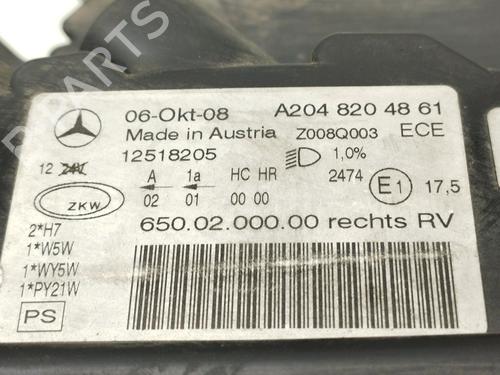 06-Okt-08 A204 820 48 61
Made in Austria Z008Q003 ECE
12518205 1,0%
12 24V A 1a HC HR 2474 E1 17,5
ZKW 02 01 00 00
650.02.000.00 rechts RV
2*H7
1*W5W
1*WY5W
1*PY21W
PS
B-PARTS